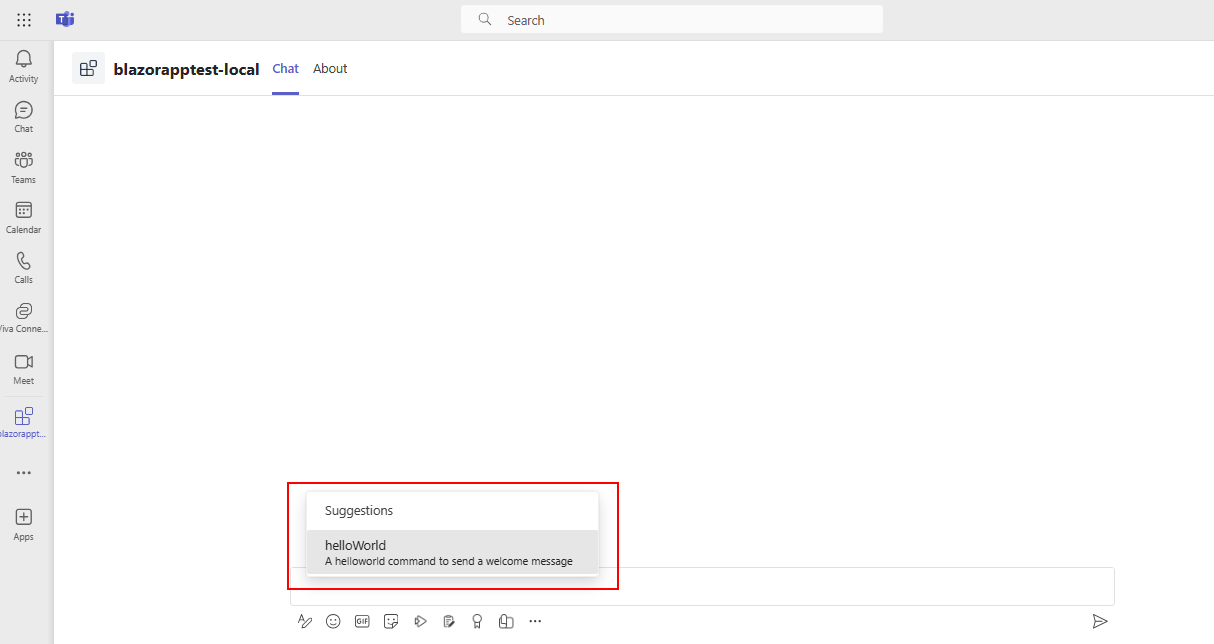 Search
blazorapptest-local Chat About
Activity
Chat
Teams
Calendar
Calls
Viva Conne...
Meet
blazorappt...
Apps
Suggestions
helloWorld
A helloworld command to send a welcome message
GIF